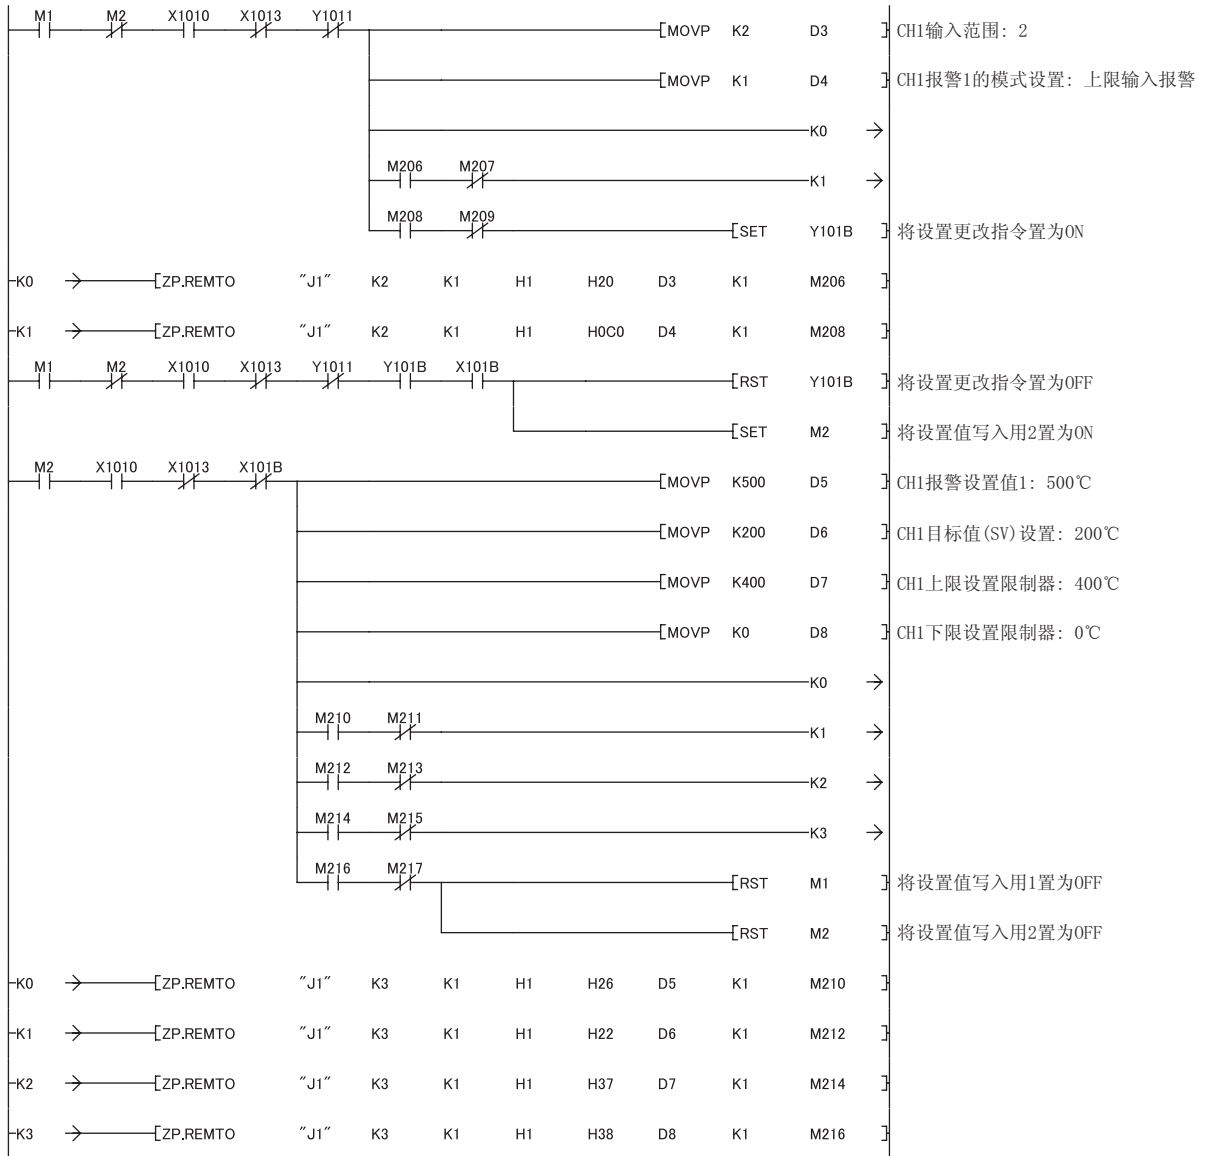 M1 M2 X1010 X1013 Y1011
[MOVP K2 D3 ] CH1输入范围: 2
[MOVP K1 D4 ] CH1报警1的模式设置: 上限输入报警
K0
M206 M207
K1
M208 M209
[SET Y101B ] 将设置更改指令置为ON
K0 [ZP.REMTO "J1" K2 K1 H1 H20 D3 K1 M206 ]
K1 [ZP.REMTO "J1" K2 K1 H1 H0C0 D4 K1 M208 ]
M1 M2 X1010 X1013 Y1011 Y101B X101B
[RST Y101B ] 将设置更改指令置为OFF
[SET M2 ] 将设置值写入用2置为ON
M2 X1010 X1013 X101B
[MOVP K500 D5 ] CH1报警设置值1: 500℃
[MOVP K200 D6 ] CH1目标值(SV)设置: 200℃
[MOVP K400 D7 ] CH1上限设置限制器: 400℃
[MOVP K0 D8 ] CH1下限设置限制器: 0℃
K0
M210 M211
K1
M212 M213
K2
M214 M215
K3
M216 M217
[RST M1 ] 将设置值写入用1置为OFF
[RST M2 ] 将设置值写入用2置为OFF
K0 [ZP.REMTO "J1" K3 K1 H1 H26 D5 K1 M210 ]
K1 [ZP.REMTO "J1" K3 K1 H1 H22 D6 K1 M212 ]
K2 [ZP.REMTO "J1" K3 K1 H1 H37 D7 K1 M214 ]
K3 [ZP.REMTO "J1" K3 K1 H1 H38 D8 K1 M216 ]